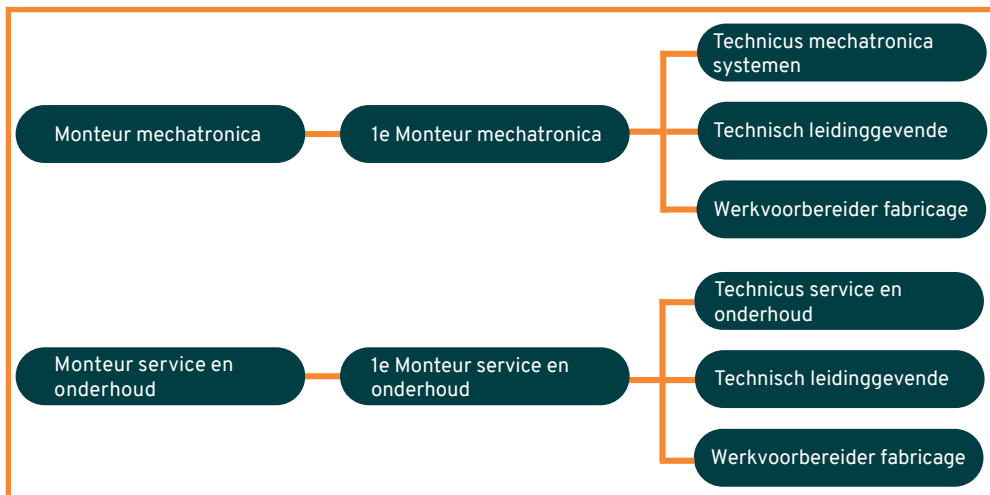 Monteur mechatronica
1e Monteur mechatronica
Technicus mechatronica
systemen
Technisch leidinggevende
Werkvoorbereider fabricage
Monteur service en
onderhoud
1e Monteur service en
onderhoud
Technicus service en
onderhoud
Technisch leidinggevende
Werkvoorbereider fabricage